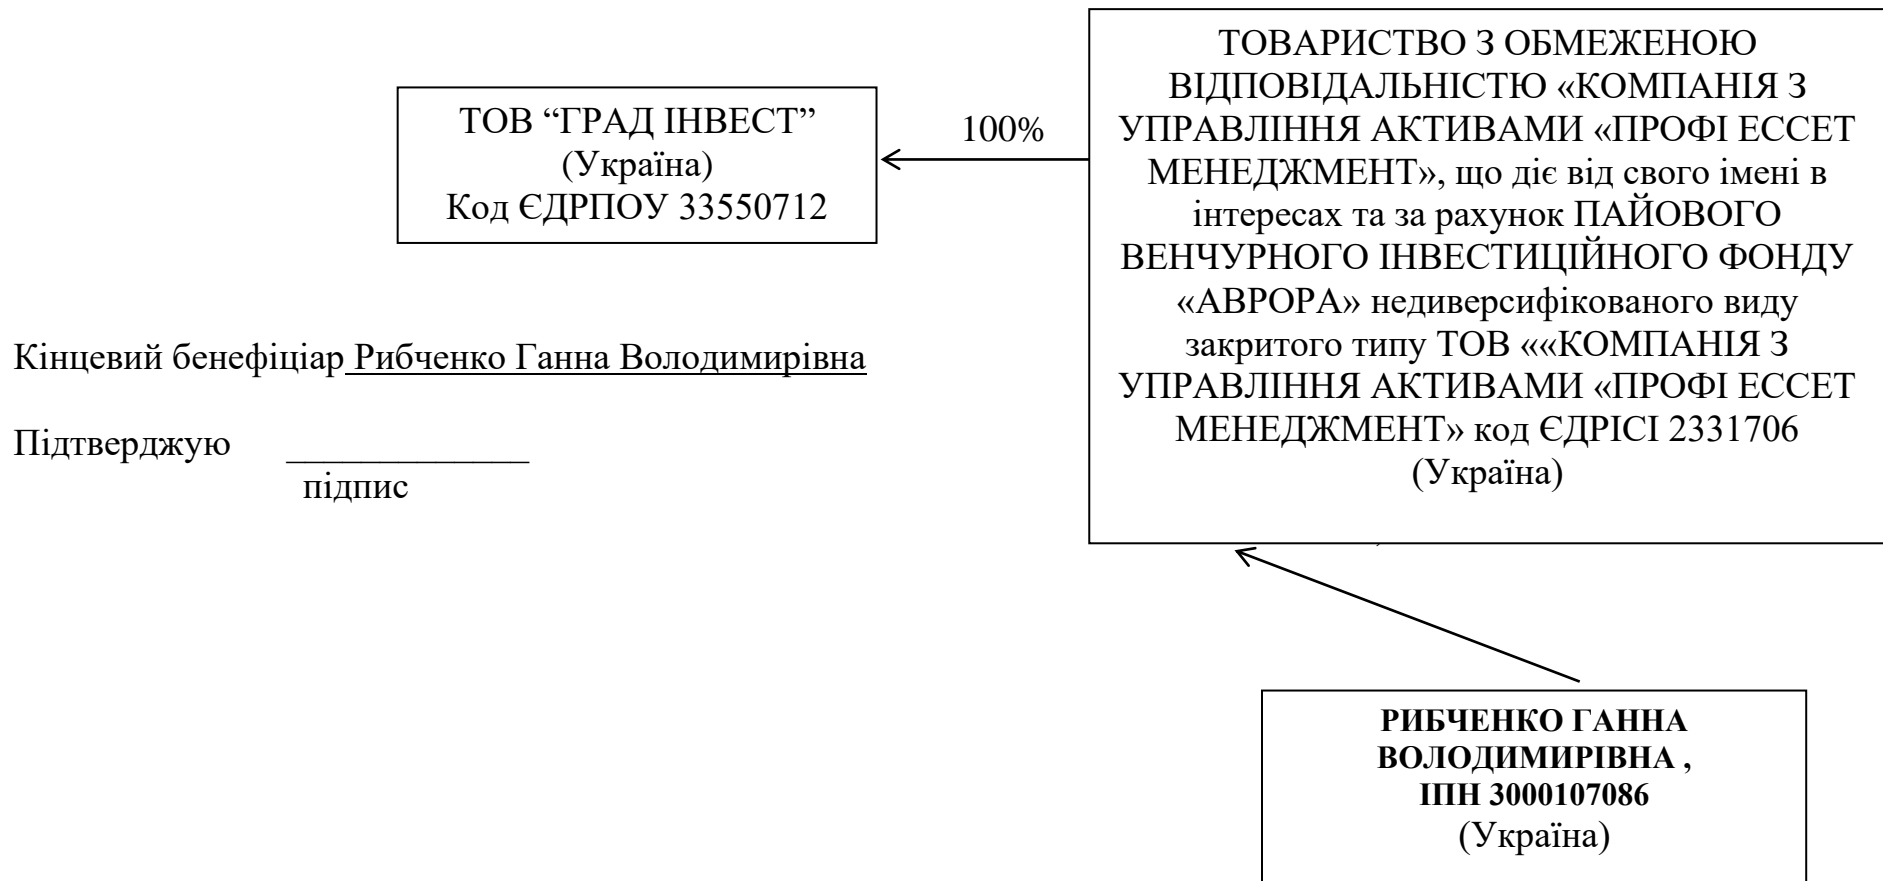 ТОВ “ГРАД ІНВЕСТ”
(Україна)
Код ЄДРПОУ 33550712
100%
ТОВАРИСТВО З ОБМЕЖЕНОЮ
ВІДПОВІДАЛЬНІСТЮ «КОМПАНІЯ З
УПРАВЛІННЯ АКТИВАМИ «ПРОФІ ЕССЕТ
МЕНЕДЖМЕНТ», що діє від свого імені в
інтересах та за рахунок ПАЙОВОГО
ВЕНЧУРНОГО ІНВЕСТИЦІЙНОГО ФОНДУ
«АВРОРА» недиверсифікованого виду
закритого типу ТОВ ««КОМПАНІЯ З
УПРАВЛІННЯ АКТИВАМИ «ПРОФІ ЕССЕТ
МЕНЕДЖМЕНТ» код ЄДРІСІ 2331706
(Україна)
Кінцевий бенефіціар Рибченко Ганна Володимирівна
Підтверджую _____________
підпис
РИБЧЕНКО ГАННА
ВОЛОДИМИРІВНА ,
ІПН 3000107086
(Україна)